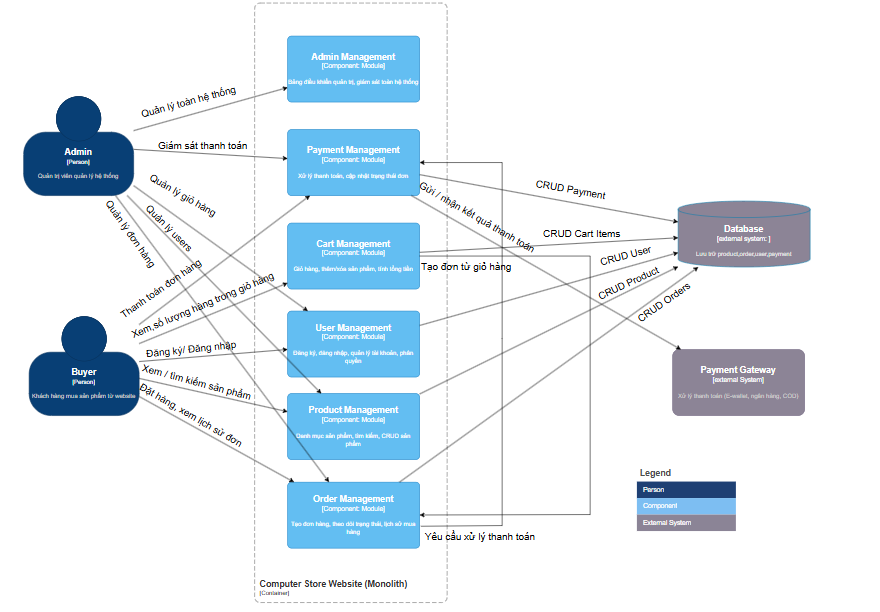 Admin Management
[Component: Module]
Bảng điều khiển quản trị, giám sát toàn hệ thống
Quản lý toàn hệ thống
Admin
[Person]
Quản trị viên quản lý hệ thống
Giám sát thanh toán
Payment Management
[Component: Module]
Xử lý thanh toán, cập nhật trạng thái đơn
Quản lý giỏ hàng
Quản lý users
Quản lý đơn hàng
Gửi / nhận kết quả thanh toán
CRUD Payment
CRUD Cart Items
CRUD User
CRUD Product
CRUD Orders
Database
[external system: ]
Lưu trữ product,order,user,payment
Cart Management
[Component: Module]
Giỏ hàng, thêm/xóa sản phẩm, tính tổng tiền
Tạo đơn từ giỏ hàng
Thanh toán đơn hàng
Xem,số lượng hàng trong giỏ hàng
Đăng ký/ Đăng nhập
Xem / tìm kiếm sản phẩm
Đặt hàng, xem lịch sử đơn
Buyer
[Person]
Khách hàng mua sản phẩm từ website
User Management
[Component: Module]
Đăng ký, đăng nhập, quản lý tài khoản, phân
quyền
Payment Gateway
[external System]
Xử lý thanh toán (E-wallet, ngân hàng, COD)
Product Management
[Component: Module]
Danh mục sản phẩm, tìm kiếm, CRUD sản
phẩm
Order Management
[Component: Module]
Tạo đơn hàng, theo dõi trạng thái, lịch sử mua
hàng
Yêu cầu xử lý thanh toán
Legend
Person
Component
External System
Computer Store Website (Monolith)
[Container]